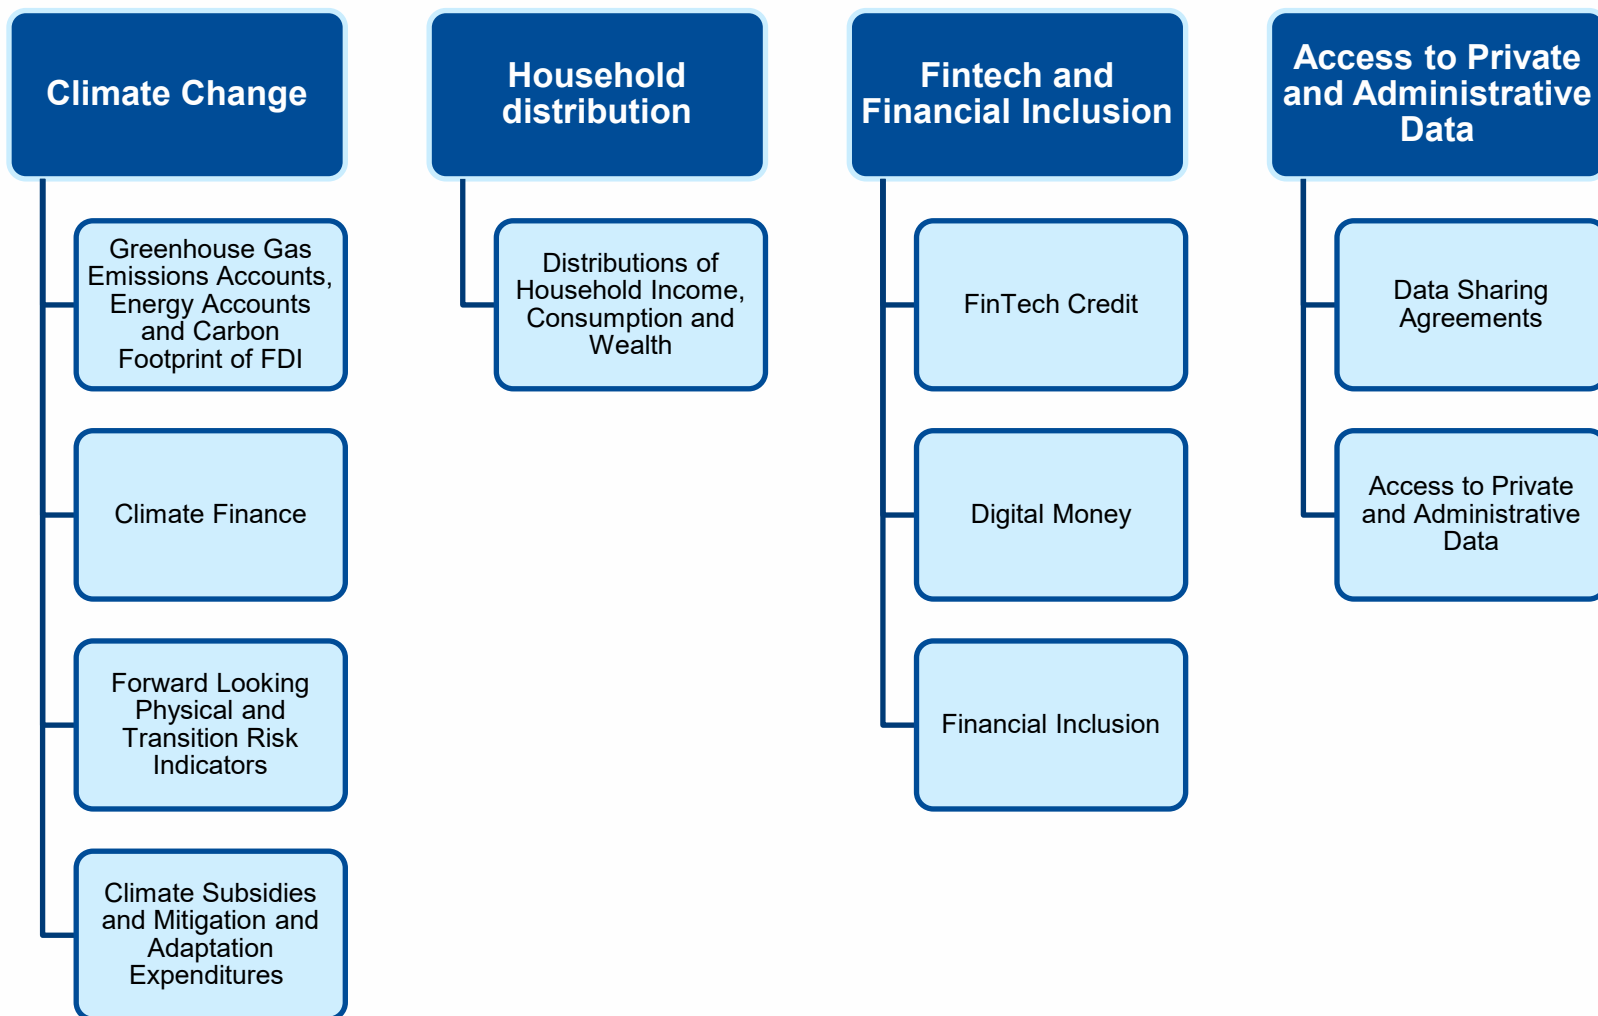 Climate Change
Greenhouse Gas
Emissions Accounts,
Energy Accounts
and Carbon
Footprint of FDI
Climate Finance
Forward Looking
Physical and
Transition Risk
Indicators
Climate Subsidies
and Mitigation and
Adaptation
Expenditures
Household
distribution
Distributions of
Household Income,
Consumption and
Wealth
Fintech and
Financial Inclusion
FinTech Credit
Digital Money
Financial Inclusion
Access to Private
and Administrative
Data
Data Sharing
Agreements
Access to Private
and Administrative
Data